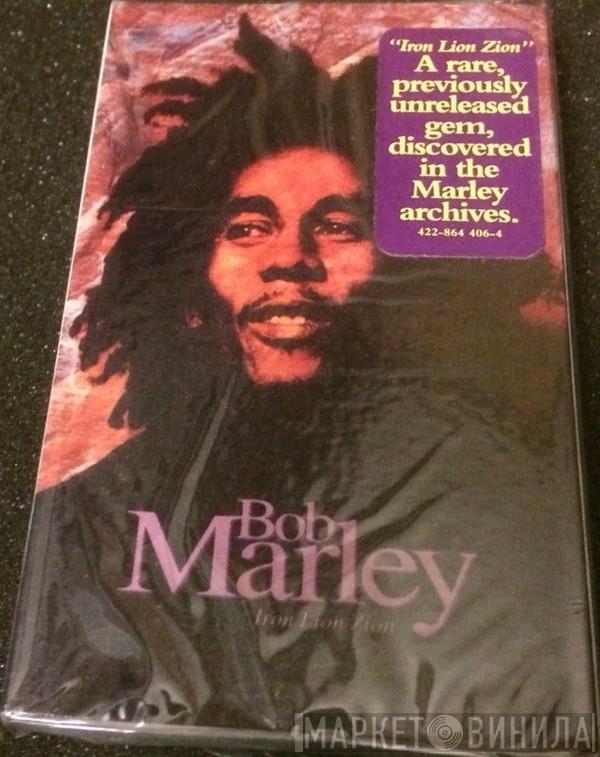 “Iron Lion Zion”
A rare,
previously
unreleased
gem,
discovered
in the
Marley
archives.
422-864 406-4
Bob
Marley
Iron Lion Zion
МАРКЕТ ВИНИЛА